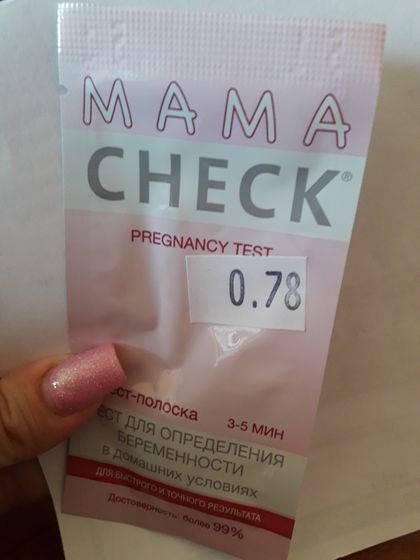 MAMA
CHECK®
PREGNANCY TEST
0.78
ест-полоска 3-5 МИН
ЕСТ ДЛЯ ОПРЕДЕЛЕНИЯ
БЕРЕМЕННОСТИ
в домашних условиях
ДЛЯ БЫСТРОГО И ТОЧНОГО РЕЗУЛЬТАТА
Достоверность: более 99%